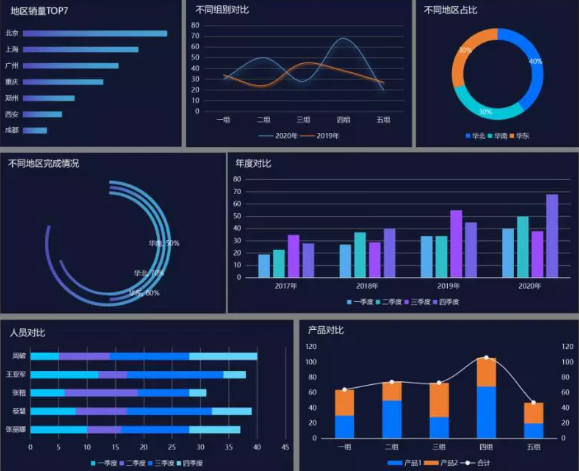 地区销量TOP7
北京
上海
广州
重庆
郑州
西安
成都
不同组别对比
80
70
60
50
40
30
20
10
0
一组 二组 三组 四组 五组
2020年 2019年
不同地区占比
30% 40%
30%
华北 华南 华东
不同地区完成情况
华南, 50%
华北, 70%
华东, 80%
年度对比
80
70
60
50
40
30
20
10
0
2017年 2018年 2019年 2020年
一季度 二季度 三季度 四季度
人员对比
周敏
王亚军
张恒
蔡健
张丽娜
0 5 10 15 20 25 30 35 40 45
一季度 二季度 三季度 四季度
产品对比
120 120
100 100
80 80
60 60
40 40
20 20
0 0
一组 二组 三组 四组 五组
产品1 产品2 合计